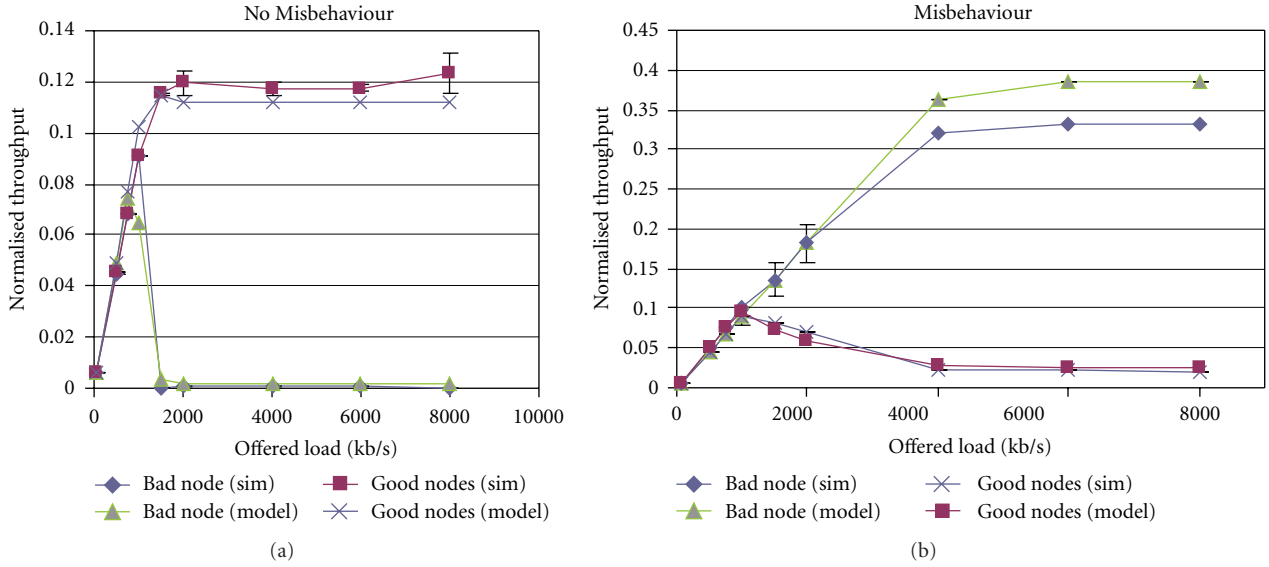 No Misbehaviour
0.14
0.12
0.1
0.08
0.06
0.04
0.02
0
Normalised throughput
0 2000 4000 6000 8000 10000
Offered load (kb/s)
Bad node (sim) Good nodes (sim)
Bad node (model) Good nodes (model)
(a)
Misbehaviour
0.45
0.4
0.35
0.3
0.25
0.2
0.15
0.1
0.05
0
Normalised throughput
0 2000 4000 6000 8000
Offered load (kb/s)
Bad node (sim) Good nodes (sim)
Bad node (model) Good nodes (model)
(b)